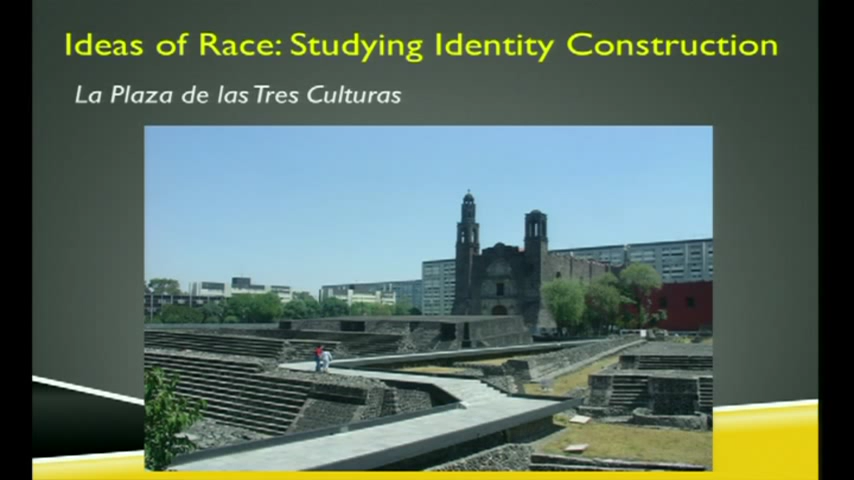 Ideas of Race: Studying Identity Construction
La Plaza de las Tres Culturas